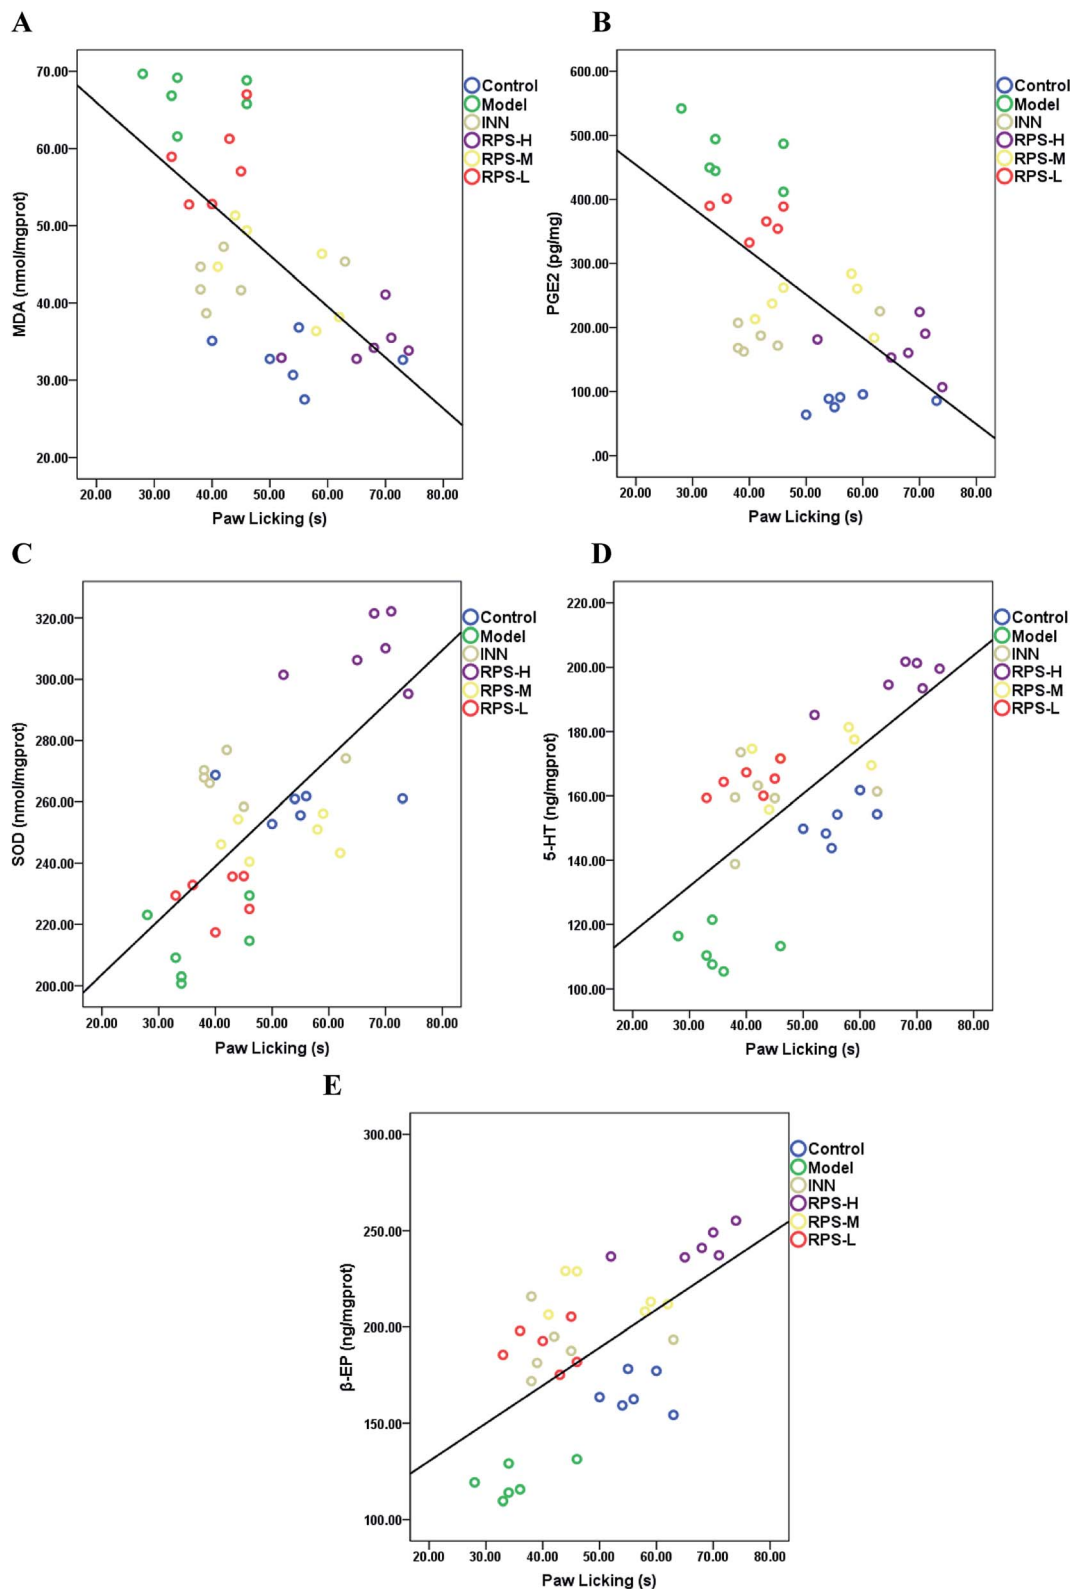 A
B
70.00
60.00
50.00
40.00
30.00
20.00
MDA (nmol/mgprot)
20.00 30.00 40.00 50.00 60.00 70.00 80.00
Paw Licking (s)
Control
Model
INN
RPS-H
RPS-M
RPS-L
600.00
500.00
400.00
300.00
200.00
100.00
.00
PGE2 (pg/mg)
20.00 30.00 40.00 50.00 60.00 70.00 80.00
Paw Licking (s)
Control
Model
INN
RPS-H
RPS-M
RPS-L
C
D
320.00
300.00
280.00
260.00
240.00
220.00
200.00
SOD (nmol/mgprot)
20.00 30.00 40.00 50.00 60.00 70.00 80.00
Paw Licking (s)
Control
Model
INN
RPS-H
RPS-M
RPS-L
220.00
200.00
180.00
160.00
140.00
120.00
100.00
5-HT (ng/mgprot)
20.00 30.00 40.00 50.00 60.00 70.00 80.00
Paw Licking (s)
Control
Model
INN
RPS-H
RPS-M
RPS-L
E
300.00
250.00
200.00
150.00
100.00
β-EP (ng/mgprot)
20.00 30.00 40.00 50.00 60.00 70.00 80.00
Paw Licking (s)
Control
Model
INN
RPS-H
RPS-M
RPS-L